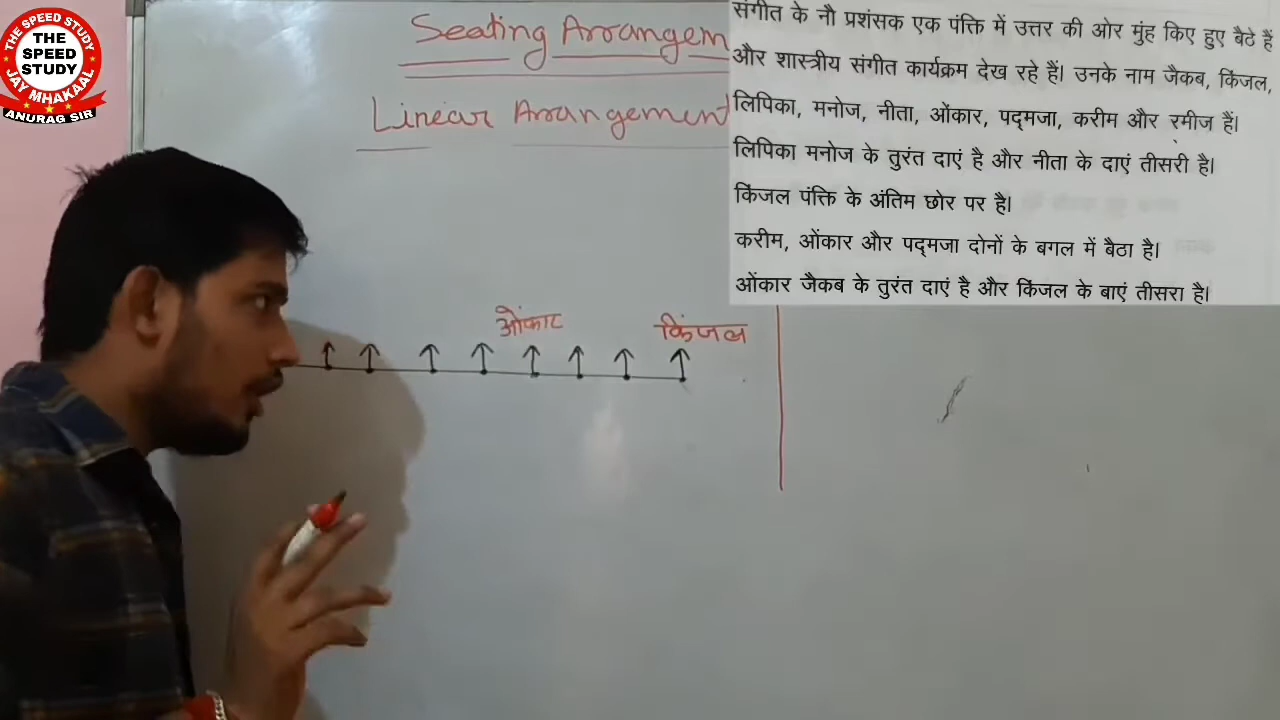 THE SPEED STUDY
THE
SPEED
STUDY
JAY MHAKAAL
ANURAG SIR
Seating Arrangem
Linear Arrangement
संगीत के नौ प्रशंसक एक पंक्ति में उत्तर की ओर मुंह किए हुए बैठे हैं
और शास्त्रीय संगीत कार्यक्रम देख रहे हैं। उनके नाम जैकब, किंजल,
लिपिका, मनोज, नीता, ओंकार, पद्मजा, करीम और रमीज हैं।
लिपिका मनोज के तुरंत दाएं है और नीता के दाएं तीसरी है।
किंजल पंक्ति के अंतिम छोर पर है।
करीम, ओंकार और पद्मजा दोनों के बगल में बैठा है।
ओंकार जैकब के तुरंत दाएं है और किंजल के बाएं तीसरा है।
ओंकार किंजल